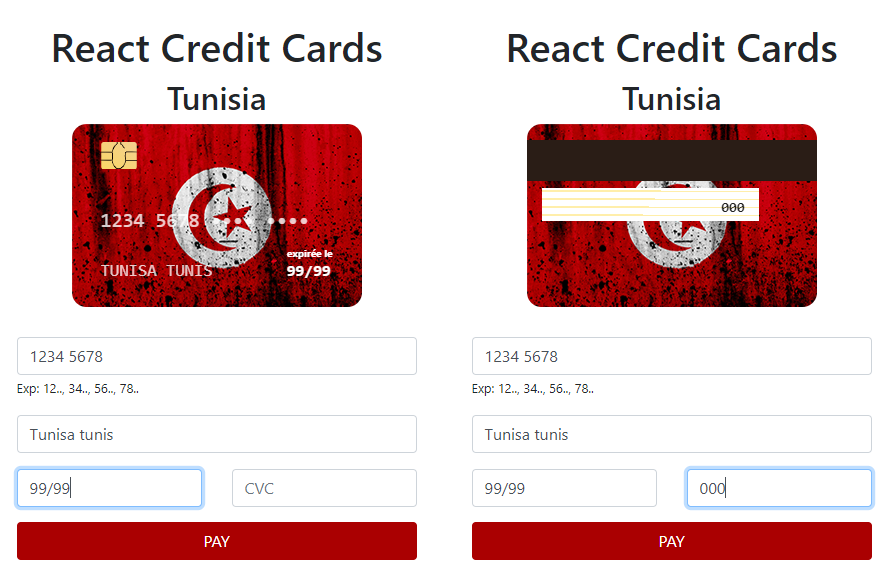 React Credit Cards
Tunisia
1234 5678 •••• ••••
expirée le
TUNISA TUNIS 99/99
1234 5678
Exp: 12.., 34.., 56.., 78..
Tunisa tunis
99/99 CVC
PAY
React Credit Cards
Tunisia
000
1234 5678
Exp: 12.., 34.., 56.., 78..
Tunisa tunis
99/99 000
PAY